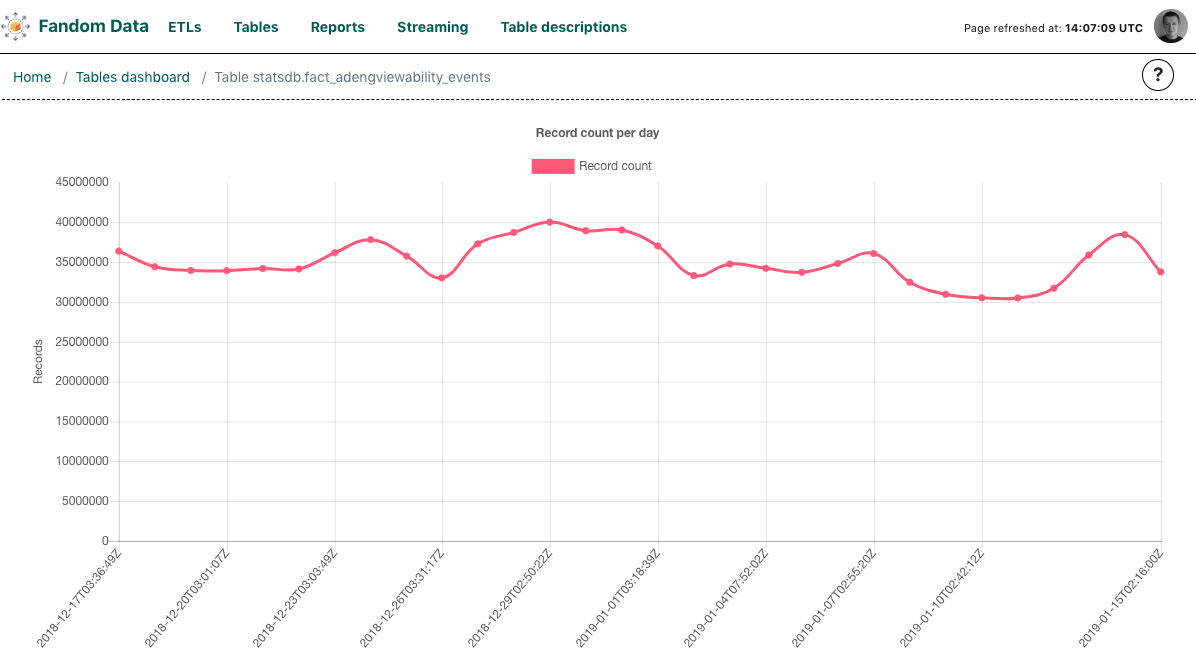 Fandom Data ETLs Tables Reports Streaming Table descriptions Page refreshed at: 14:07:09 UTC
Home / Tables dashboard / Table statsdb.fact_adengviewability_events ?
Record count per day
Record count
45000000
40000000
35000000
30000000
25000000
20000000
15000000
10000000
5000000
0
Records
2018-12-17T03:36:49Z
2018-12-20T03:01:07Z
2018-12-23T03:03:49Z
2018-12-26T03:31:17Z
2018-12-29T02:50:22Z
2019-01-01T03:18:39Z
2019-01-04T07:52:02Z
2019-01-07T02:55:20Z
2019-01-10T02:42:12Z
2019-01-15T02:16:00Z